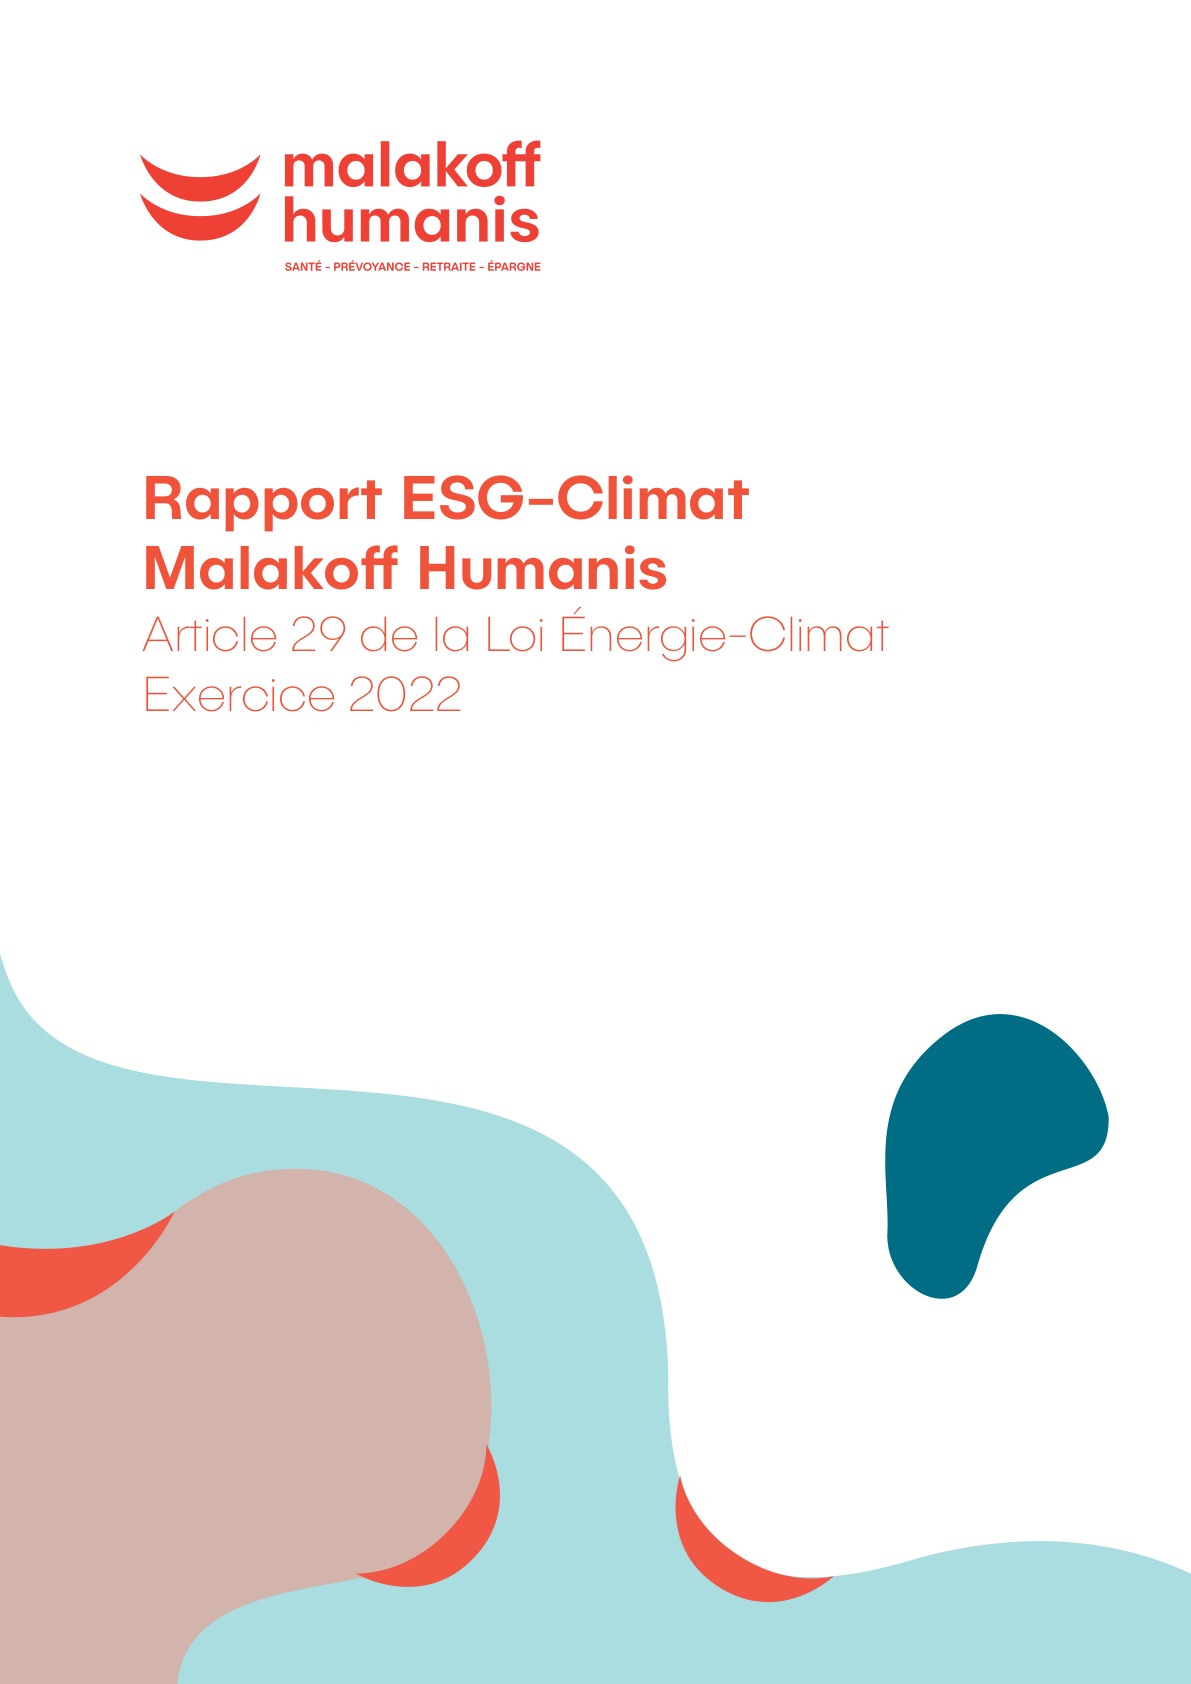 malakoff
humanis
SANTÉ - PRÉVOYANCE - RETRAITE - ÉPARGNE
Rapport ESG-Climat
Malakoff Humanis
Article 29 de la Loi Énergie-Climat
Exercice 2022